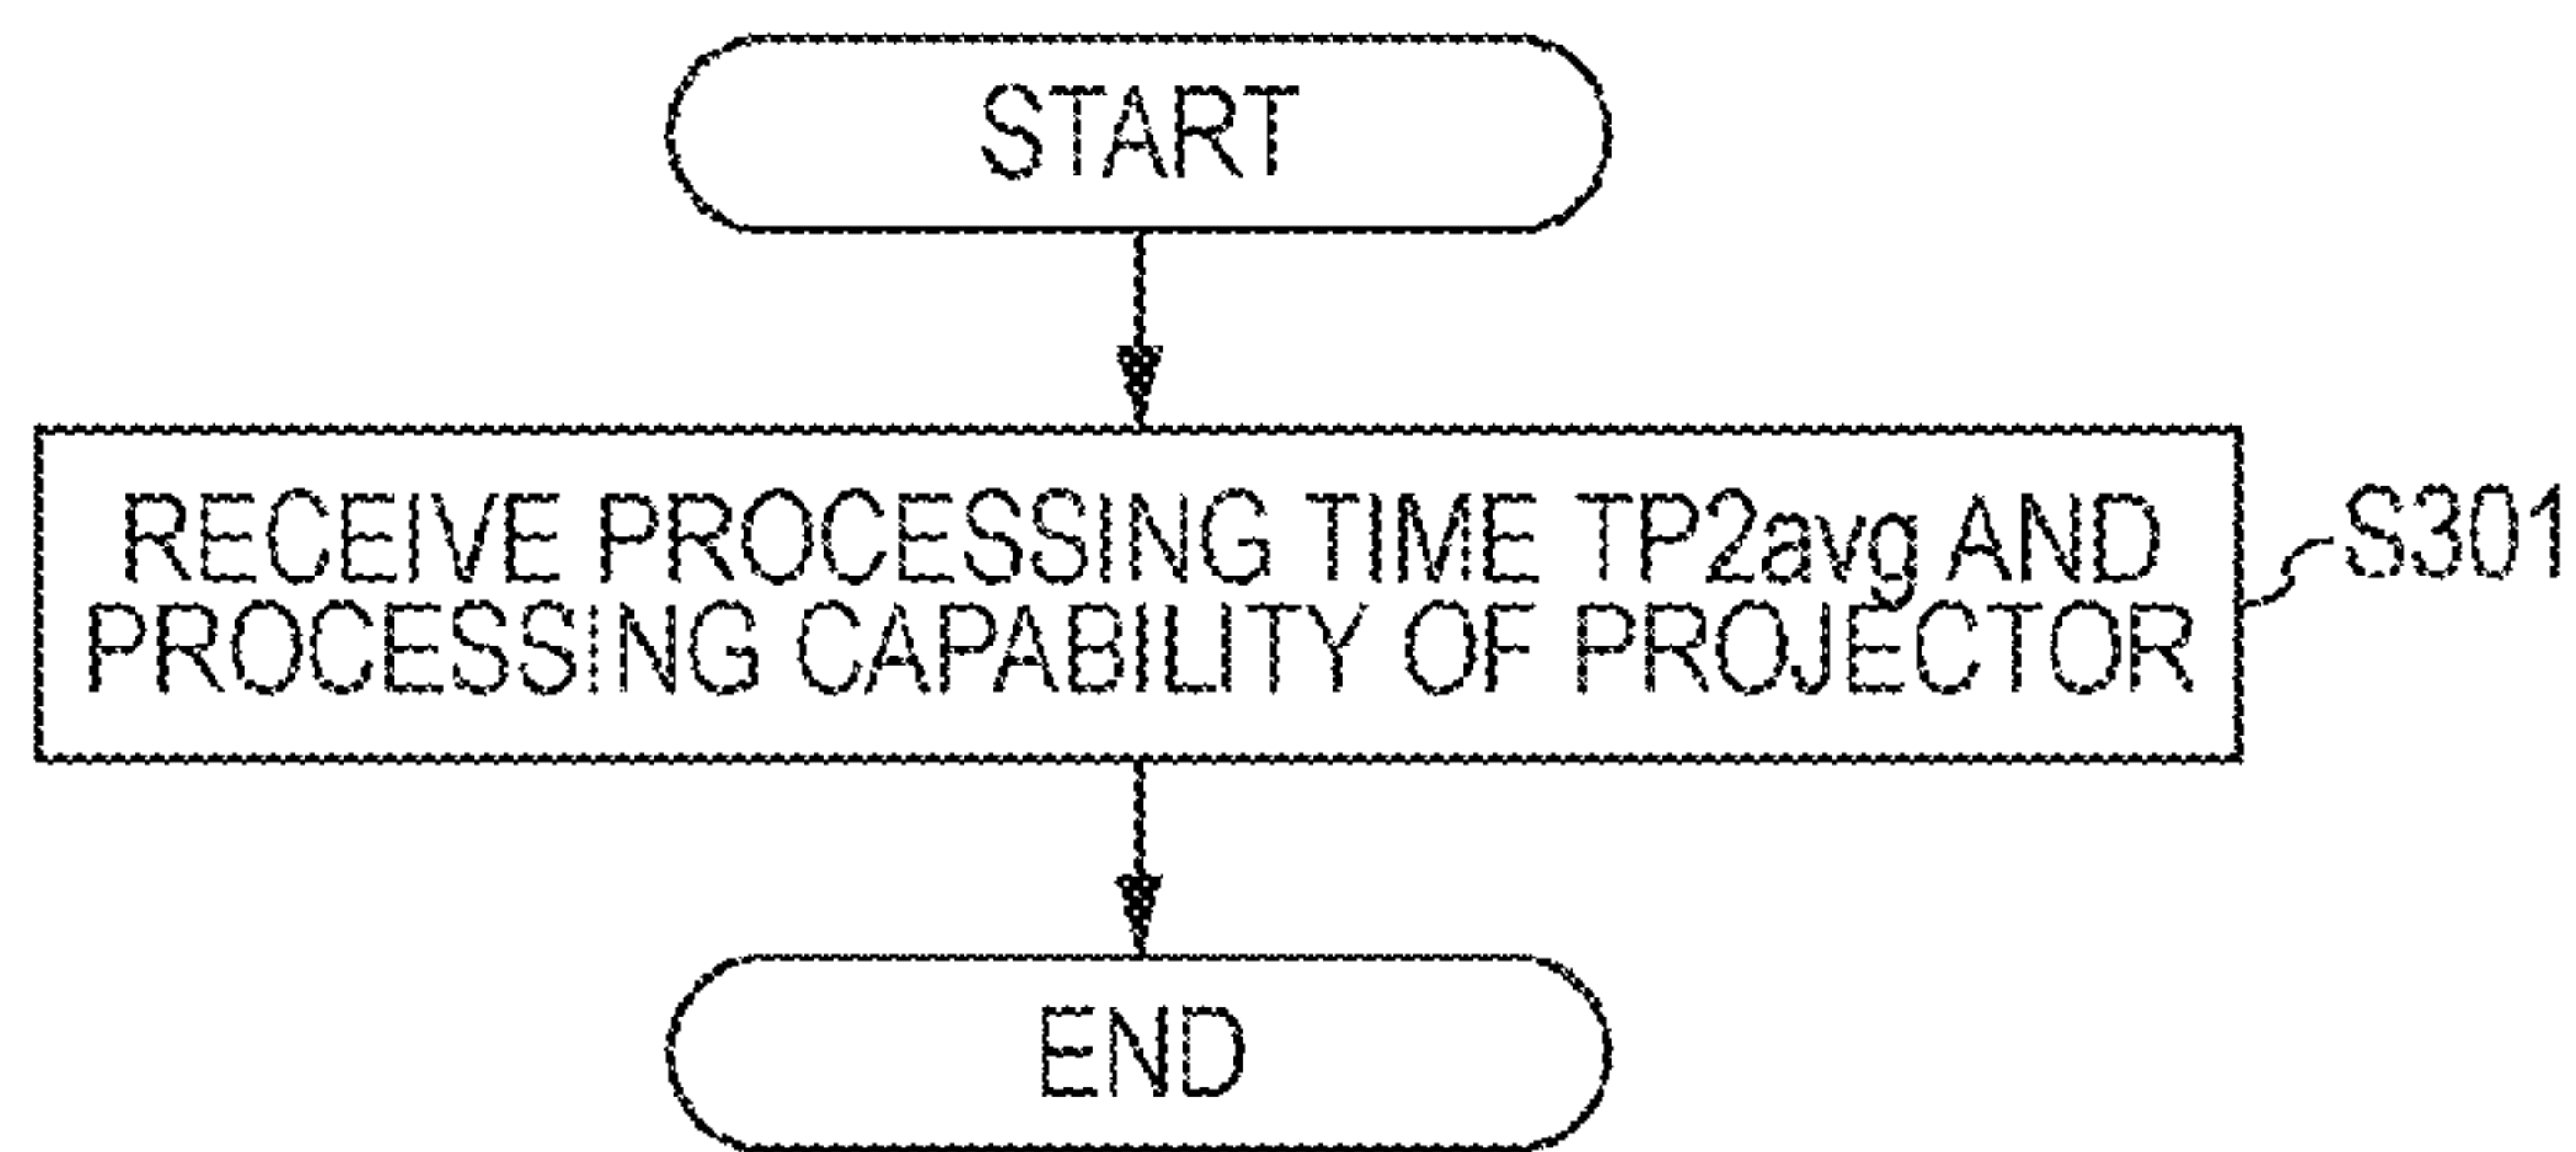 START
RECEIVE PROCESSING TIME TP2avg AND
PROCESSING CAPABILITY OF PROJECTOR
S301
END